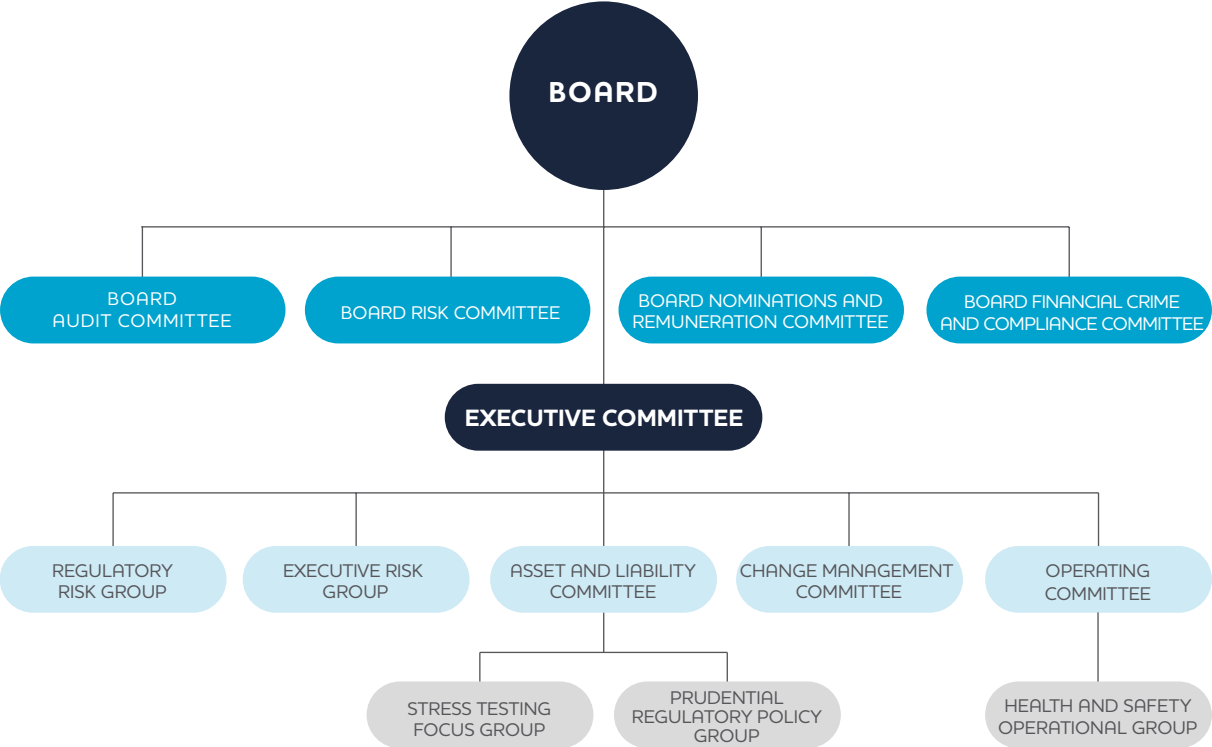 BOARD
BOARD
AUDIT COMMITTEE
BOARD RISK COMMITTEE
BOARD NOMINATIONS AND
REMUNERATION COMMITTEE
BOARD FINANCIAL CRIME
AND COMPLIANCE COMMITTEE
EXECUTIVE COMMITTEE
REGULATORY
RISK GROUP
EXECUTIVE RISK
GROUP
ASSET AND LIABILITY
COMMITTEE
CHANGE MANAGEMENT
COMMITTEE
OPERATING
COMMITTEE
STRESS TESTING
FOCUS GROUP
PRUDENTIAL
REGULATORY POLICY
GROUP
HEALTH AND SAFETY
OPERATIONAL GROUP